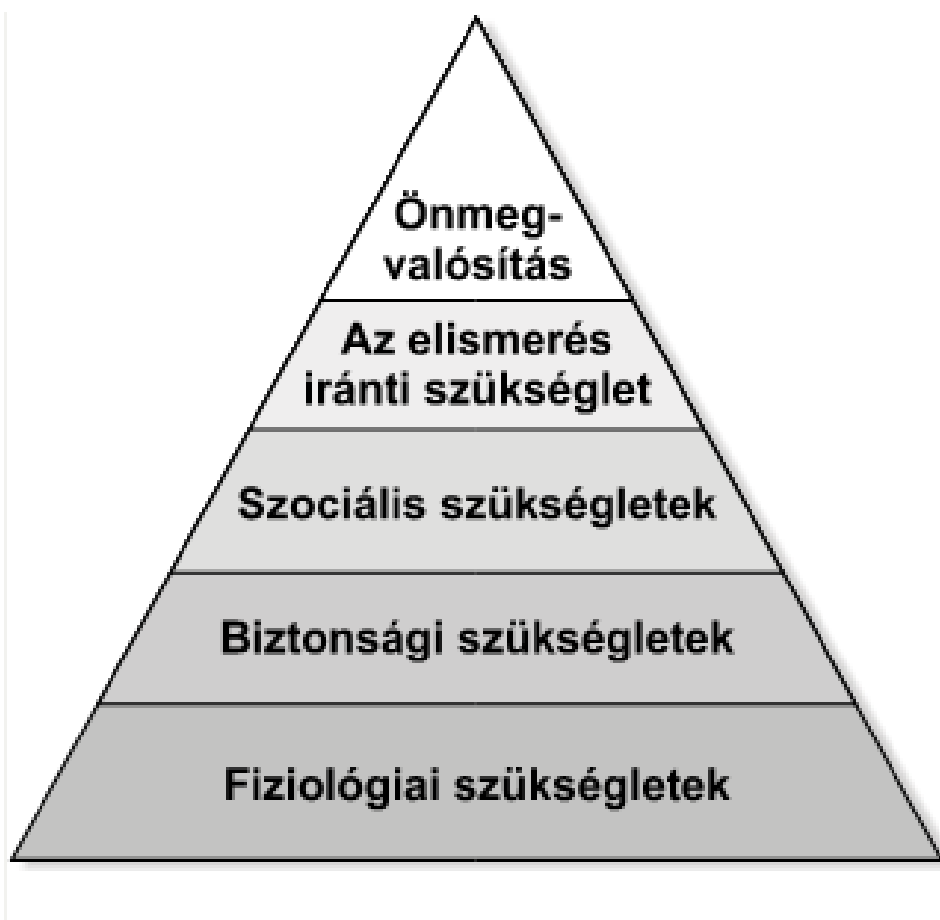 Önmeg-
valósítás
Az elismerés
iránti szükséglet
Szociális szükségletek
Biztonsági szükségletek
Fiziológiai szükségletek